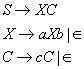 S → XC
X → aXb | ∈
C → cC | ∈